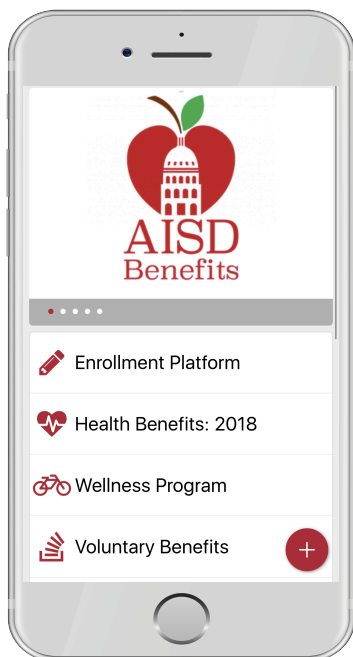 AISD
Benefits
Enrollment Platform
Health Benefits: 2018
Wellness Program
Voluntary Benefits
+